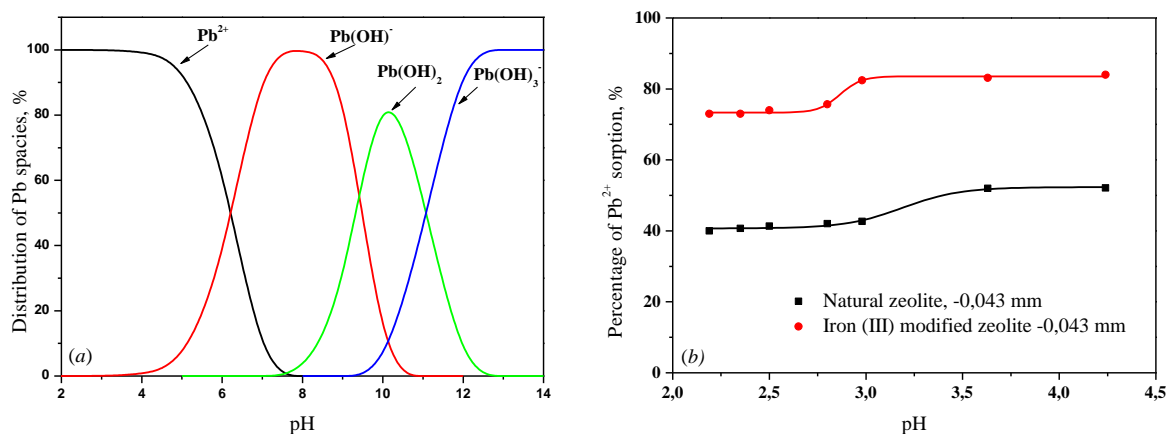 Distribution of Pb spacies, %
100
80
60
40
20
0
2 4 6 8 10 12 14
pH
(a)
Pb²⁺
Pb(OH)⁻
Pb(OH)₂
Pb(OH)₃⁻
Percentage of Pb²⁺ sorption, %
100
80
60
40
20
0
2,0 2,5 3,0 3,5 4,0 4,5
pH
(b)
Natural zeolite, -0,043 mm
Iron (III) modified zeolite -0,043 mm